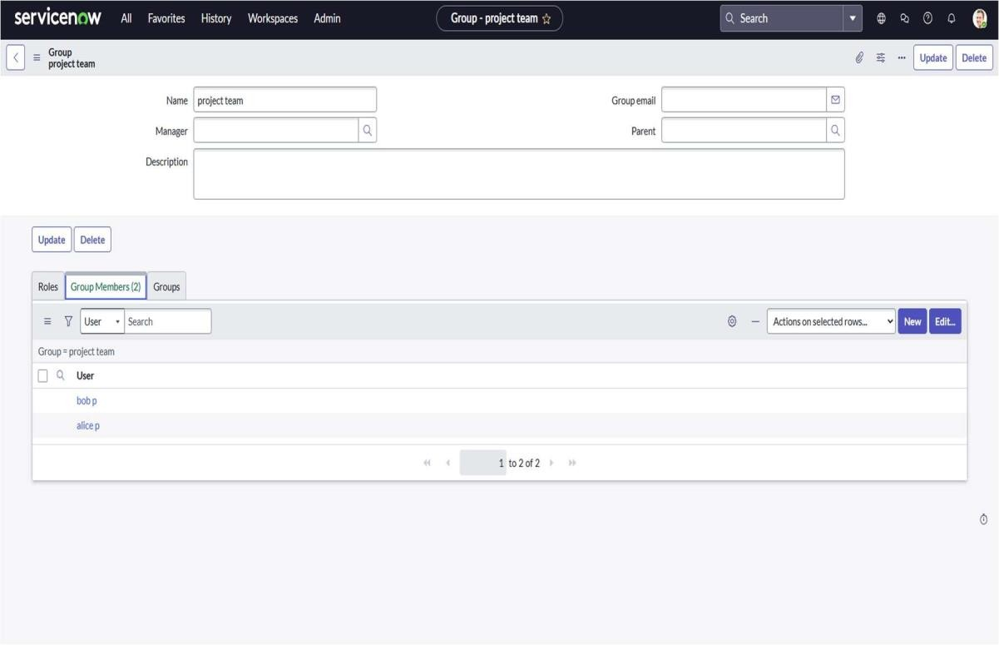 servicenow All Favorites History Workspaces Admin Group - project team Search
Group
project team Update Delete
Name project team Group email
Manager Parent
Description
Update Delete
Roles Group Members (2) Groups
User Search Actions on selected rows... New Edit...
Group = project team
User
bob p
alice p
1 to 2 of 2